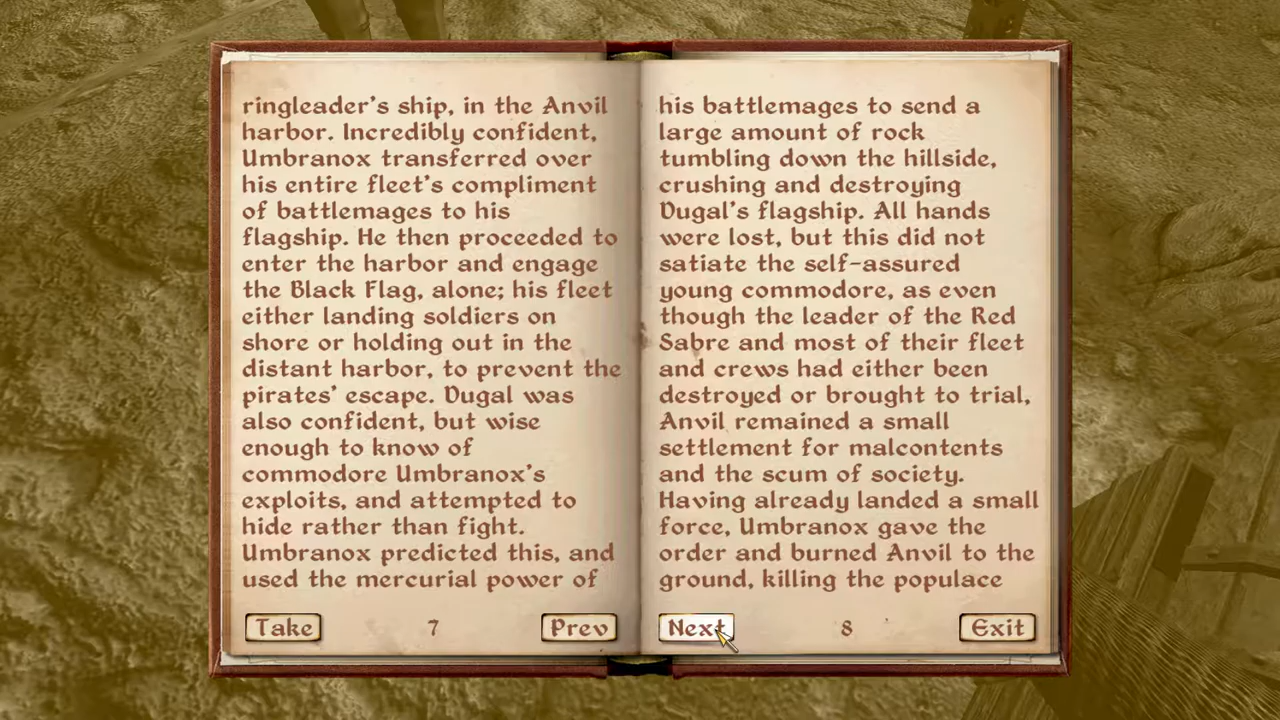 ringleader's ship, in the Anvil
harbor. Incredibly confident,
Umbranox transferred over
his entire fleet's compliment
of battlemages to his
flagship. He then proceeded to
enter the harbor and engage
the Black Flag, alone; his fleet
either landing soldiers on
shore or holding out in the
distant harbor, to prevent the
pirates' escape. Dugal was
also confident, but wise
enough to know of
commodore Umbranox's
exploits, and attempted to
hide rather than fight.
Umbranox predicted this, and
used the mercurial power of
Take
7
Prev
his battlemages to send a
large amount of rock
tumbling down the hillside,
crushing and destroying
Dugal's flagship. All hands
were lost, but this did not
satiate the self-assured
young commodore, as even
though the leader of the Red
Sabre and most of their fleet
and crews had either been
destroyed or brought to trial,
Anvil remained a small
settlement for malcontents
and the scum of society.
Having already landed a small
force, Umbranox gave the
order and burned Anvil to the
ground, killing the populace
Next
8
Exit